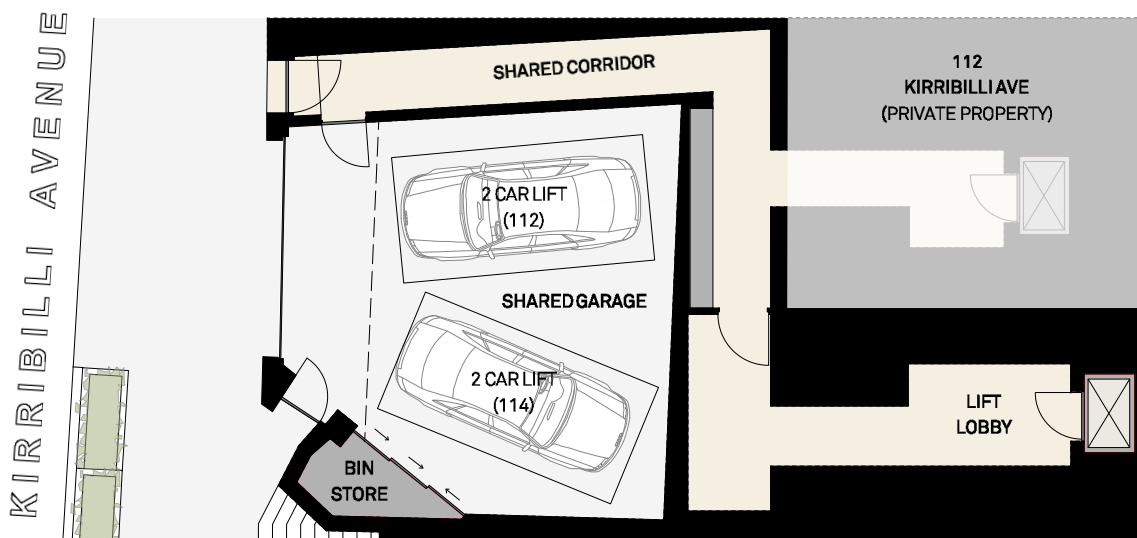 KIRRIBILLI AVENUE
SHARED CORRIDOR
112
KIRRIBILLI AVE
(PRIVATE PROPERTY)
2 CAR LIFT
(112)
SHARED GARAGE
2 CAR LIFT
(114)
LIFT
LOBBY
BIN
STORE